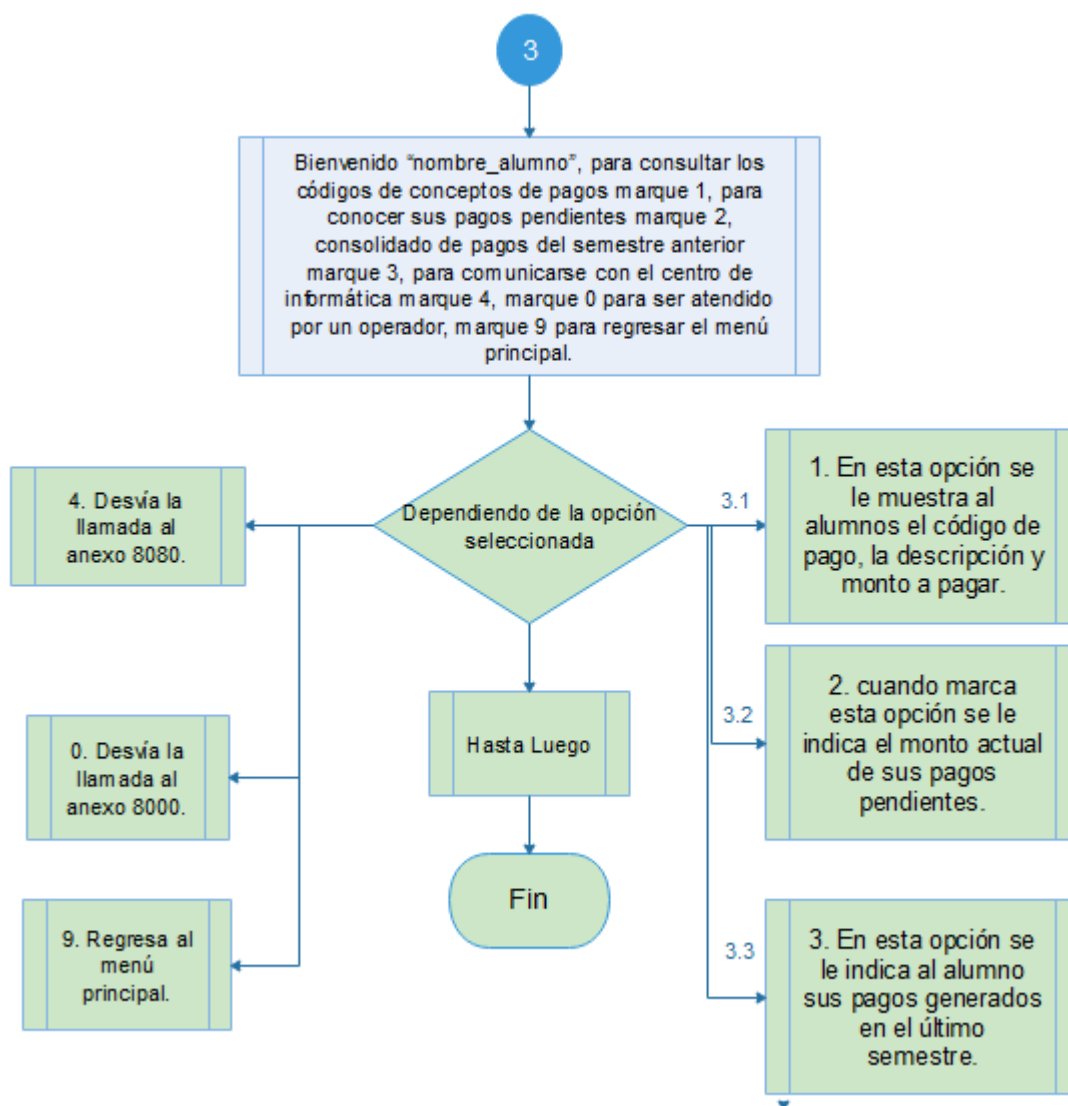 3
Bienvenido “nombre_alumno”, para consultar los
códigos de conceptos de pagos marque 1, para
conocer sus pagos pendientes marque 2,
consolidado de pagos del semestre anterior
marque 3, para comunicarse con el centro de
informática marque 4, marque 0 para ser atendido
por un operador, marque 9 para regresar el menú
principal.
Dependiendo de la opción
seleccionada
4. Desvía la
llamada al
anexo 8080.
0. Desvía la
llamada al
anexo 8000.
9. Regresa al
menú
principal.
Hasta Luego
Fin
3.1
1. En esta opción se
le muestra al
alumnos el código de
pago, la descripción y
monto a pagar.
3.2
2. cuando marca
esta opción se le
indica el monto actual
de sus pagos
pendientes.
3.3
3. En esta opción se
le indica al alumno
sus pagos generados
en el último
semestre.